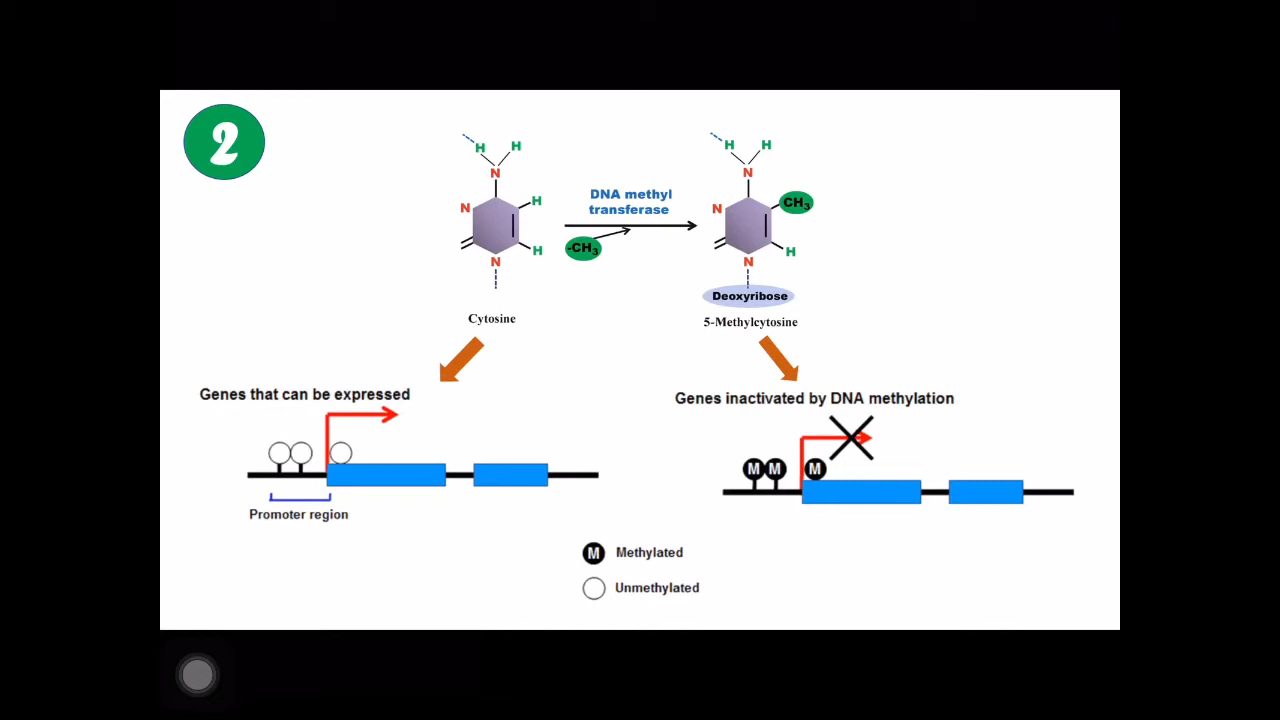 2
H H
N
N H
H
N
Cytosine
DNA methyl
transferase
-CH3
H H
N
N CH3
H
N
Deoxyribose
5-Methylcytosine
Genes that can be expressed
Promoter region
Genes inactivated by DNA methylation
M M M
M Methylated
Unmethylated